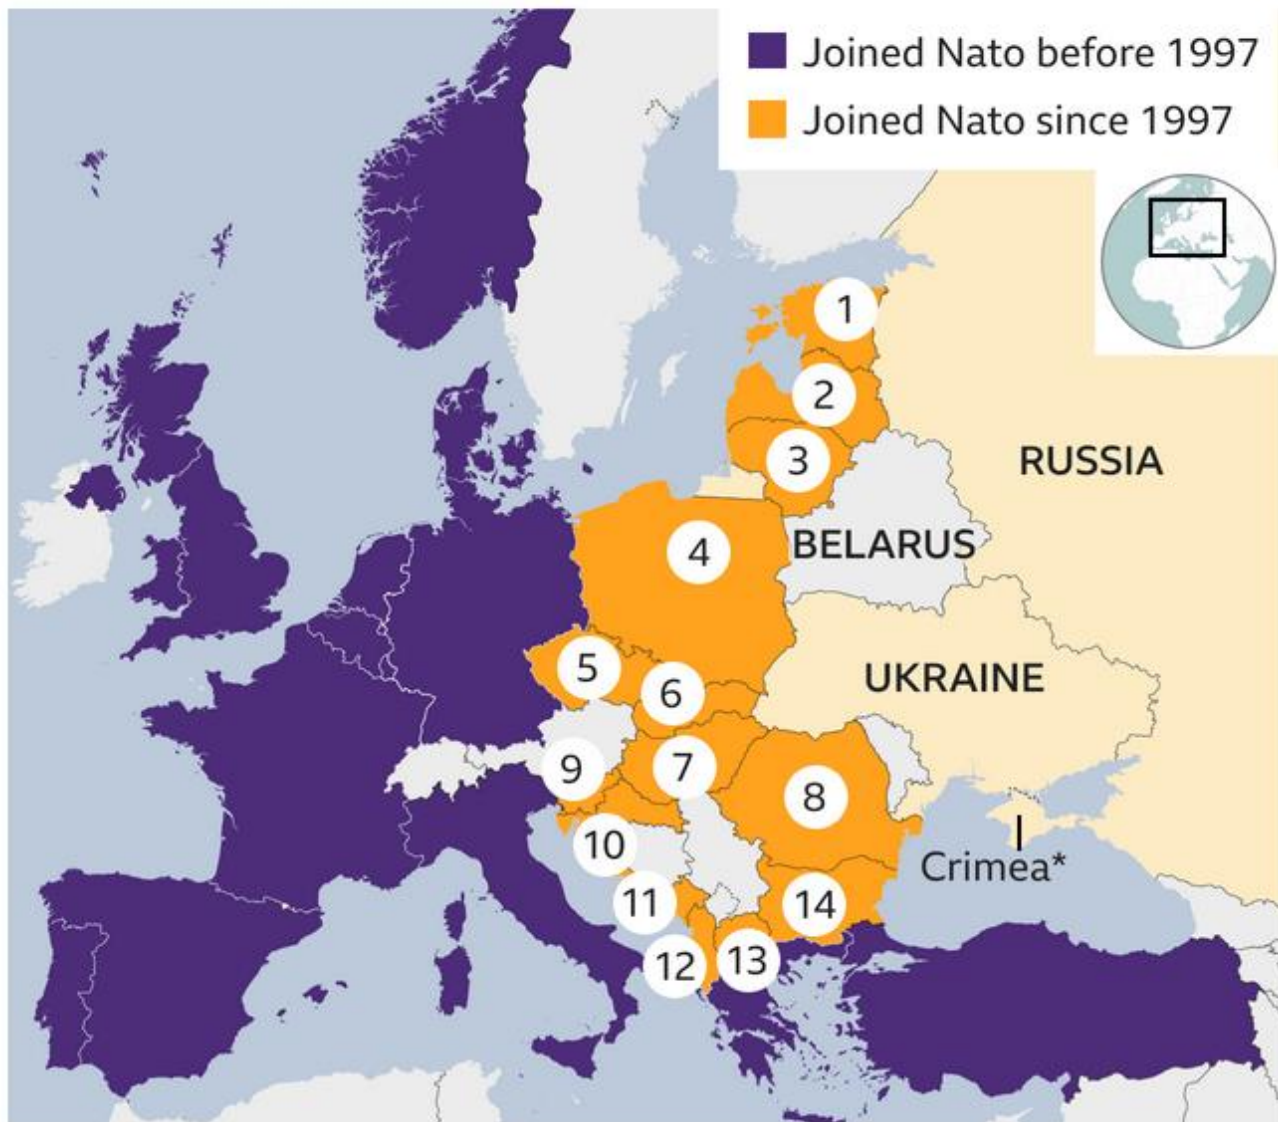 Joined Nato before 1997
Joined Nato since 1997
1
2
3
RUSSIA
4
BELARUS
5
6
UKRAINE
7
9
8
10
Crimea*
11
14
12
13